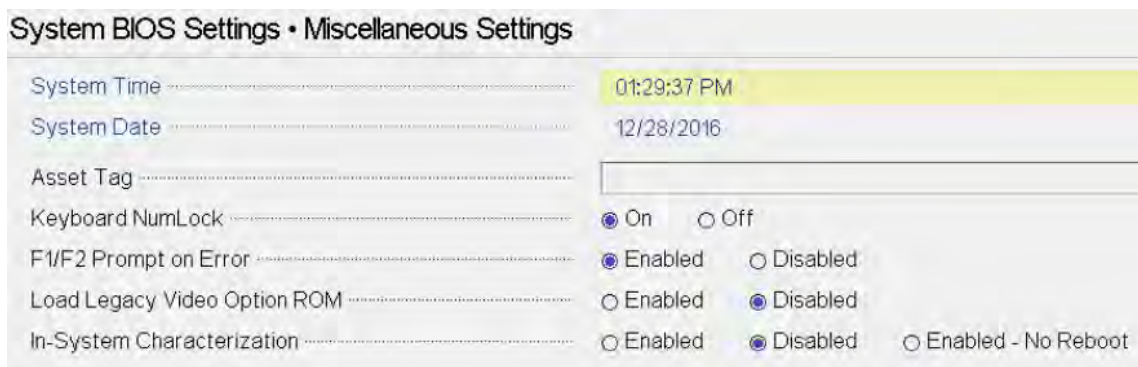 System BIOS Settings • Miscellaneous Settings
System Time 01:29:37 PM
System Date 12/28/2016
Asset Tag
Keyboard NumLock On Off
F1/F2 Prompt on Error Enabled Disabled
Load Legacy Video Option ROM Enabled Disabled
In-System Characterization Enabled Disabled Enabled - No Reboot